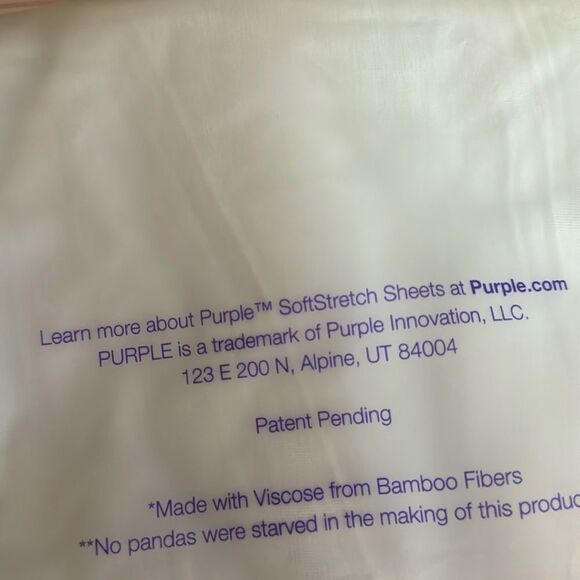 Learn more about Purple™ SoftStretch Sheets at Purple.com
PURPLE is a trademark of Purple Innovation, LLC.
123 E 200 N, Alpine, UT 84004
Patent Pending
*Made with Viscose from Bamboo Fibers
**No pandas were starved in the making of this produc